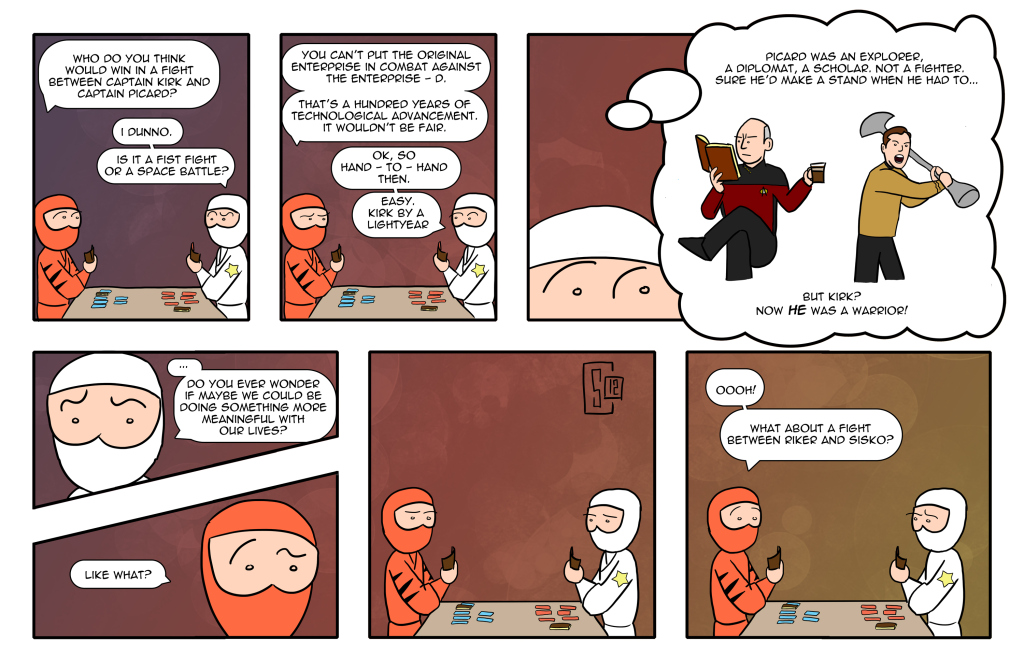 WHO DO YOU THINK
WOULD WIN IN A FIGHT
BETWEEN CAPTAIN KIRK AND
CAPTAIN PICARD?
I DUNNO.
IS IT A FIST FIGHT
OR A SPACE BATTLE?
YOU CAN'T PUT THE ORIGINAL
ENTERPRISE IN COMBAT AGAINST
THE ENTERPRISE - D.
THAT'S A HUNDRED YEARS OF
TECHNOLOGICAL ADVANCEMENT.
IT WOULDN'T BE FAIR.
OK, SO
HAND - TO - HAND
THEN.
EASY.
KIRK BY A
LIGHTYEAR
PICARD WAS AN EXPLORER,
A DIPLOMAT, A SCHOLAR. NOT A FIGHTER.
SURE HE'D MAKE A STAND WHEN HE HAD TO...
BUT KIRK?
NOW HE WAS A WARRIOR!
...
DO YOU EVER WONDER
IF MAYBE WE COULD BE
DOING SOMETHING MORE
MEANINGFUL WITH
OUR LIVES?
LIKE WHAT?
CS 12
OOOH!
WHAT ABOUT A FIGHT
BETWEEN RIKER AND SISKO?